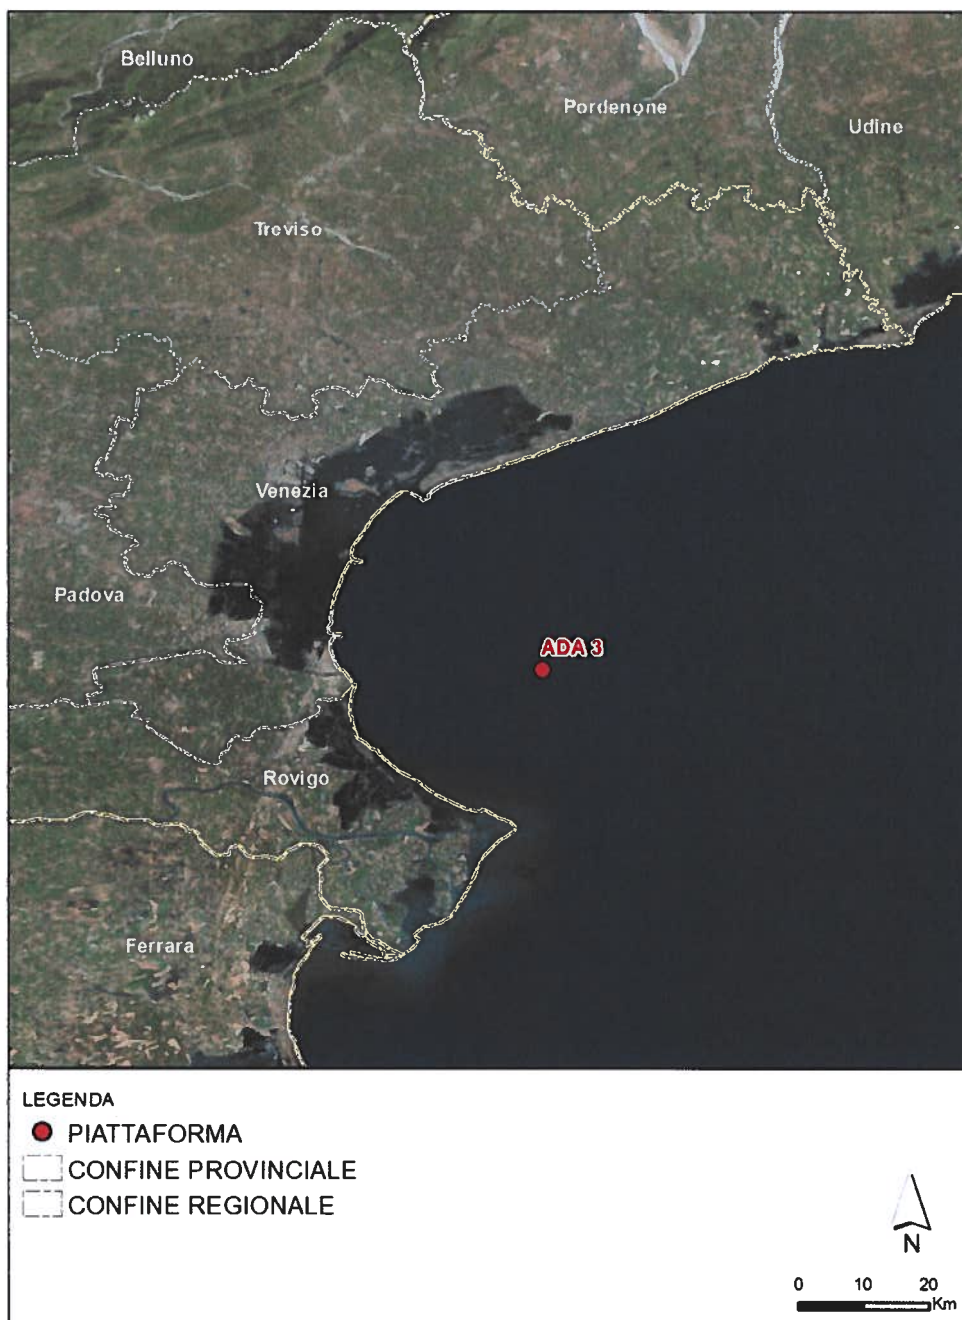 Belluno
Pordenone
Udine
Treviso
Venezia
Padova
ADA 3
Rovigo
Ferrara
LEGENDA
PIATTAFORMA
CONFINE PROVINCIALE
CONFINE REGIONALE
N
0 10 20
Km